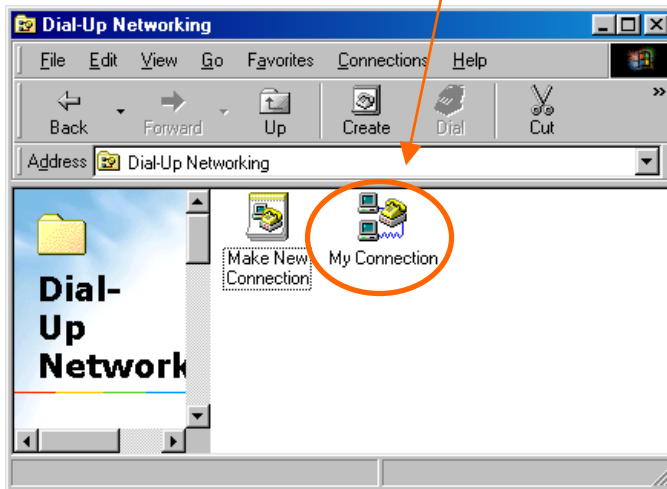 Dial-Up Networking
File Edit View Go Favorites Connections Help
Back Forward Up Create Dial Cut »
Address Dial-Up Networking
Make New Connection
My Connection
Dial-
Up
Network